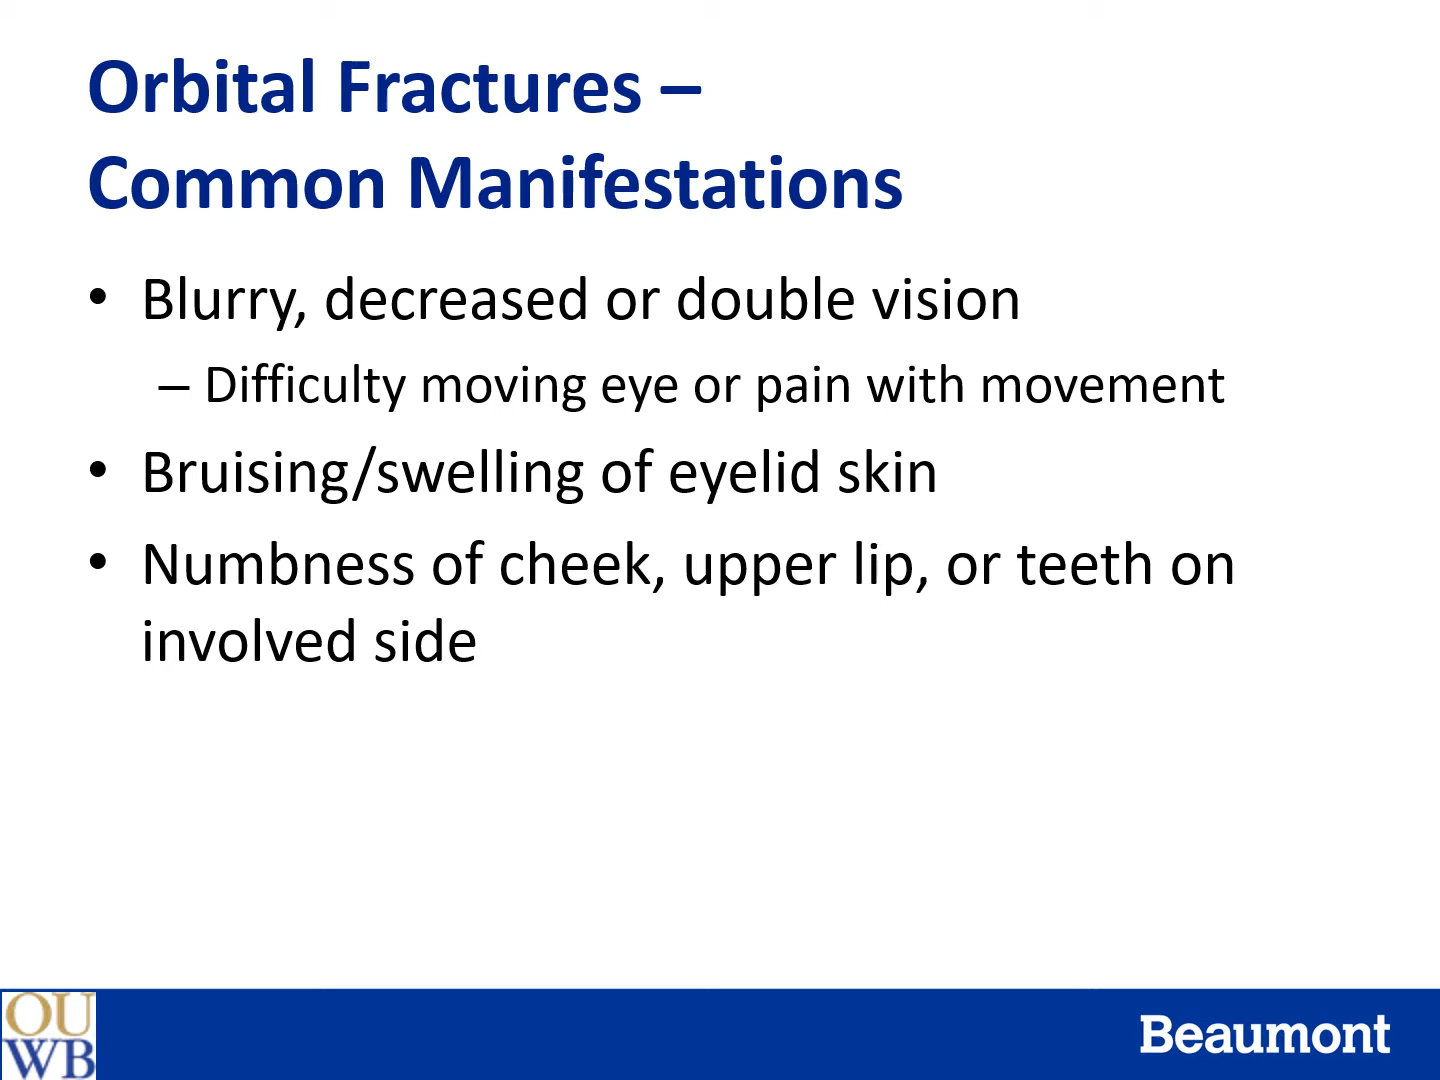 Orbital Fractures –
Common Manifestations
• Blurry, decreased or double vision
– Difficulty moving eye or pain with movement
• Bruising/swelling of eyelid skin
• Numbness of cheek, upper lip, or teeth on
involved side
OU
WB
Beaumont